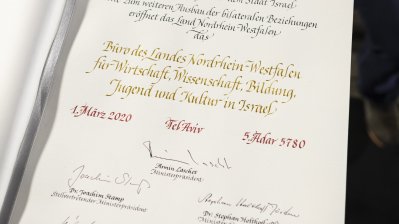 Staat Israel
Zum weiteren Ausbau der bilateralen Beziehungen
eröffnet das Land Nordrhein-Westfalen
das
Büro des Landes Nordrhein-Westfalen
für Wirtschaft, Wissenschaft, Bildung,
Jugend und Kultur in Israel
1. März 2020 Tel Aviv 5. Adar 5780
Armin Laschet
Ministerpräsident
Dr. Joachim Stamp
Stellvertretender Ministerpräsident
Dr. Stephan